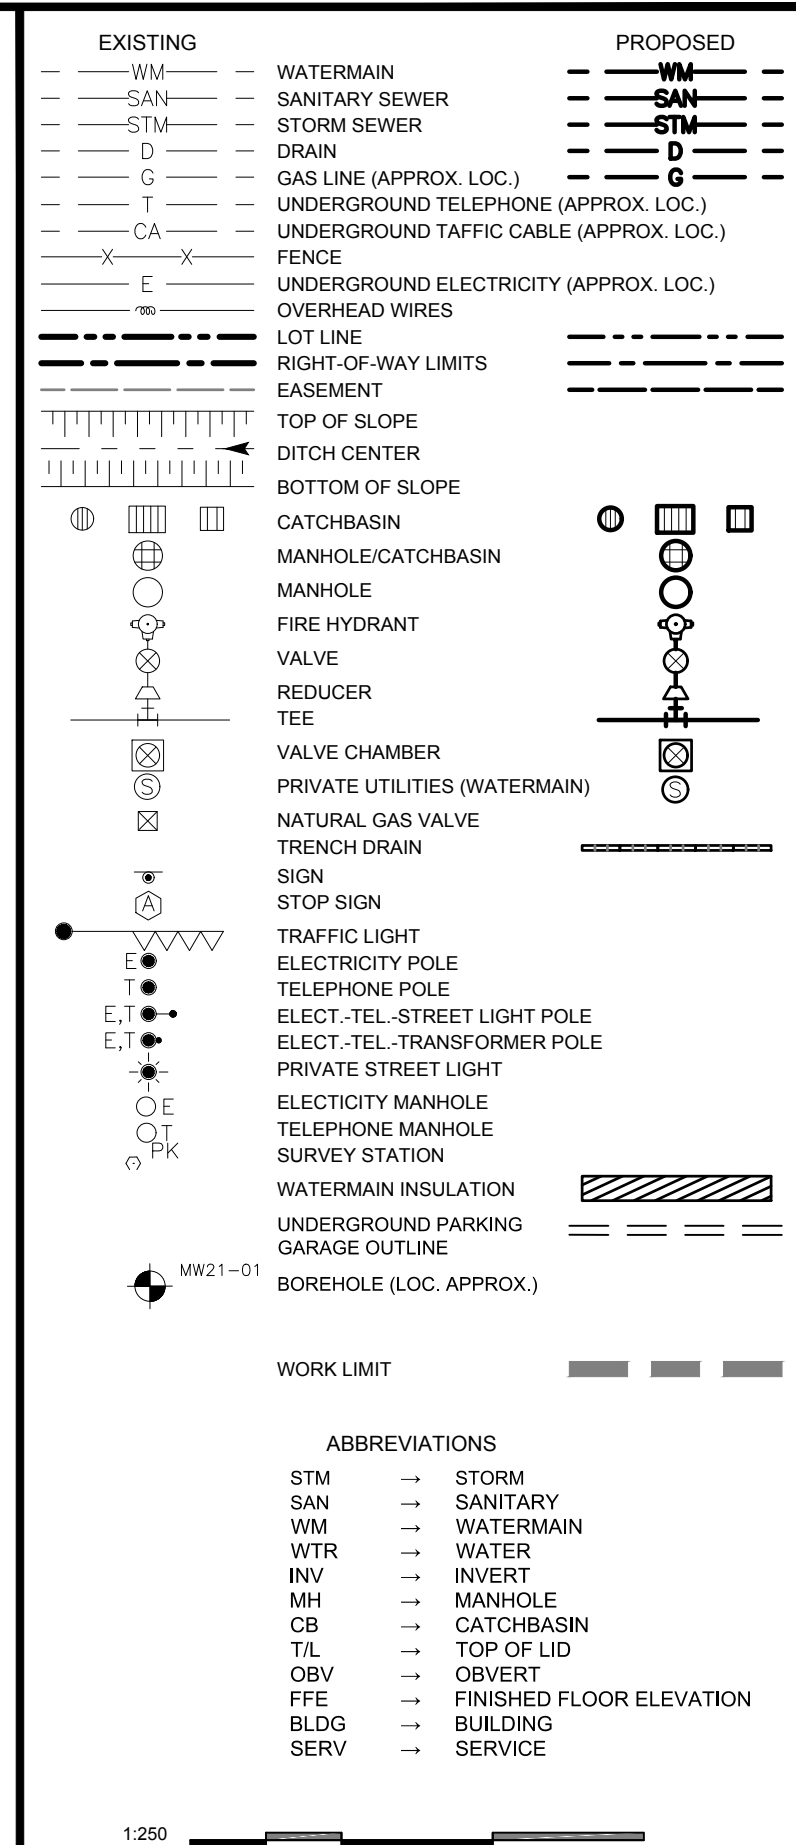 EXISTING PROPOSED
WM WATERMAIN WM
SAN SANITARY SEWER SAN
STM STORM SEWER STM
D DRAIN D
G GAS LINE (APPROX. LOC.) G
T UNDERGROUND TELEPHONE (APPROX. LOC.)
CA UNDERGROUND TAFFIC CABLE (APPROX. LOC.)
X X FENCE
E UNDERGROUND ELECTRICITY (APPROX. LOC.)
OVERHEAD WIRES
LOT LINE
RIGHT-OF-WAY LIMITS
EASEMENT
TOP OF SLOPE
DITCH CENTER
BOTTOM OF SLOPE
CATCHBASIN
MANHOLE/CATCHBASIN
MANHOLE
FIRE HYDRANT
VALVE
REDUCER
TEE
VALVE CHAMBER
S PRIVATE UTILITIES (WATERMAIN) S
NATURAL GAS VALVE
TRENCH DRAIN
SIGN
A STOP SIGN
TRAFFIC LIGHT
E ELECTRICITY POLE
T TELEPHONE POLE
E,T ELECT.-TEL.-STREET LIGHT POLE
E,T ELECT.-TEL.-TRANSFORMER POLE
PRIVATE STREET LIGHT
E ELECTICITY MANHOLE
T TELEPHONE MANHOLE
PK SURVEY STATION
WATERMAIN INSULATION
UNDERGROUND PARKING
GARAGE OUTLINE
MW21-01 BOREHOLE (LOC. APPROX.)
WORK LIMIT
ABBREVIATIONS
STM → STORM
SAN → SANITARY
WM → WATERMAIN
WTR → WATER
INV → INVERT
MH → MANHOLE
CB → CATCHBASIN
T/L → TOP OF LID
OBV → OBVERT
FFE → FINISHED FLOOR ELEVATION
BLDG → BUILDING
SERV → SERVICE
1:250